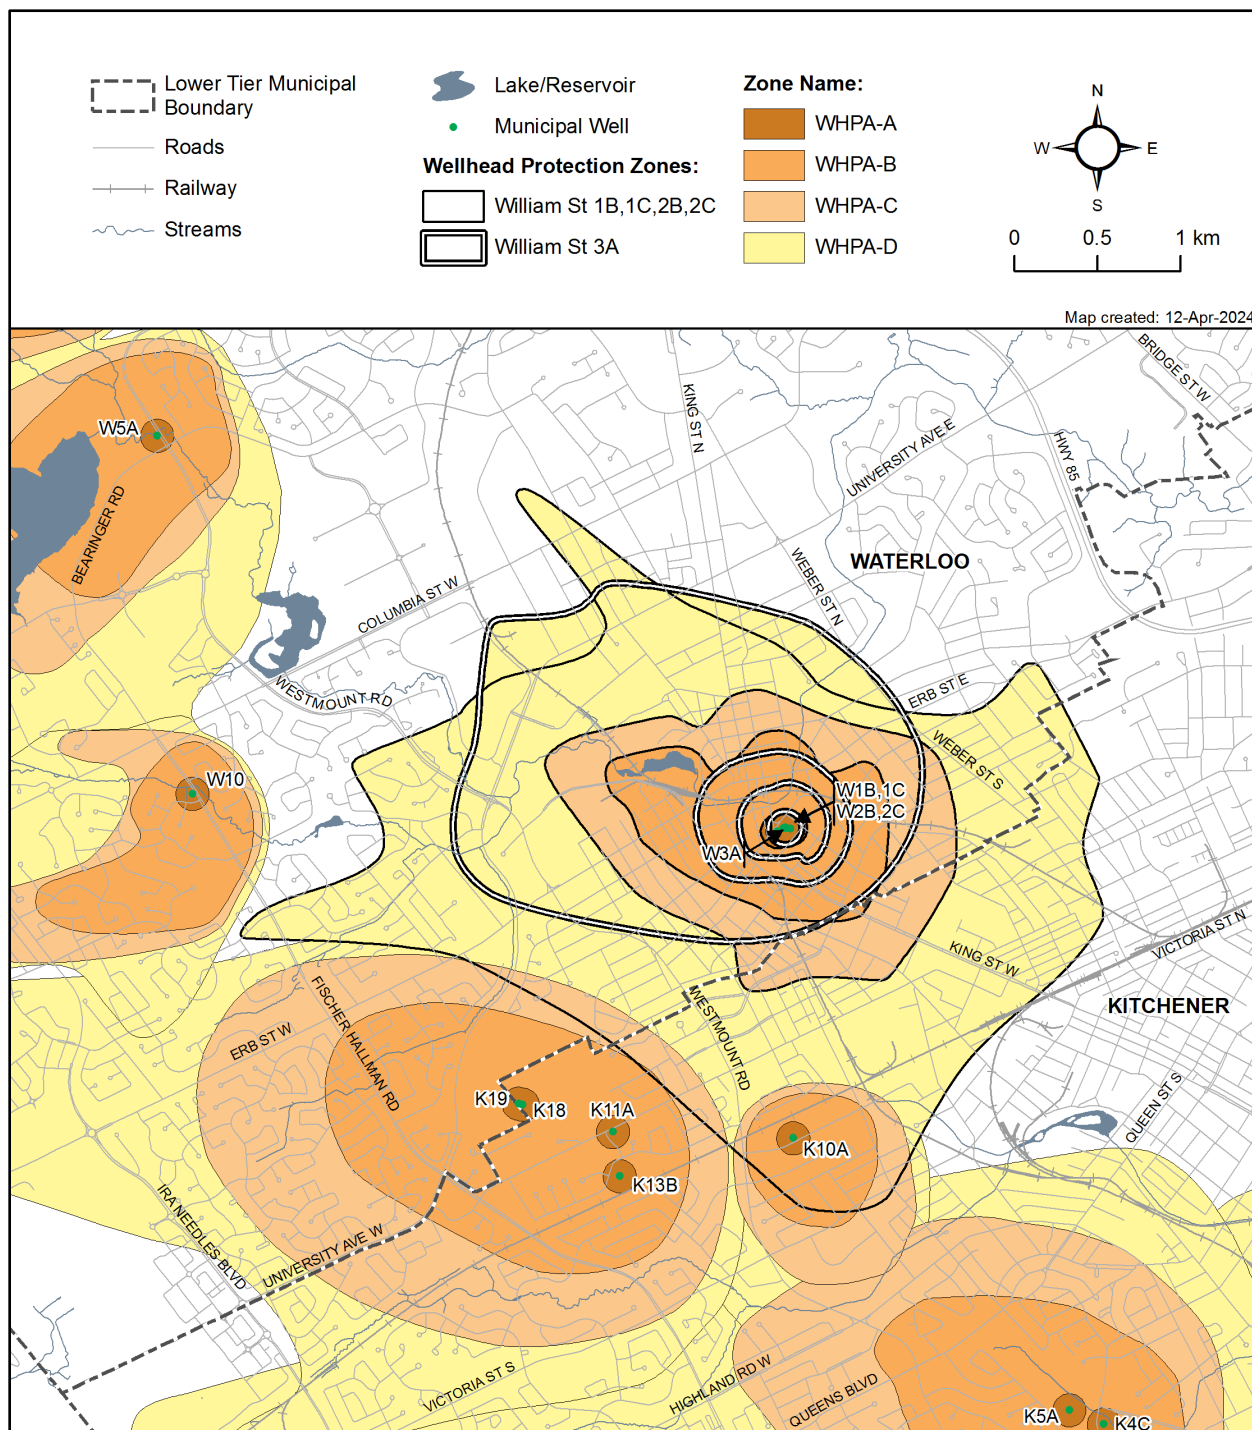 Lower Tier Municipal
Boundary
Roads
Railway
Streams
Lake/Reservoir
Municipal Well
Wellhead Protection Zones:
William St 1B,1C,2B,2C
William St 3A
Zone Name:
WHPA-A
WHPA-B
WHPA-C
WHPA-D
N
W
E
S
0 0.5 1 km
Map created: 12-Apr-2024
BRIDGE ST W
KING ST N
W5A
UNIVERSITY AVE E
HWY 85
BEARINGER RD
WATERLOO
WEBER ST N
COLUMBIA ST W
WESTMOUNT RD
ERB ST E
WEBER ST S
W10
W1B,1C
W2B,2C
W3A
VICTORIA ST N
KING ST W
FISCHER HALLMAN RD
WESTMOUNT RD
KITCHENER
ERB ST W
K19
K18
K11A
K10A
QUEEN ST S
K13B
IRA NEEDLES BLVD
UNIVERSITY AVE W
VICTORIA ST S
HIGHLAND RD W
QUEENS BLVD
K5A
K4C